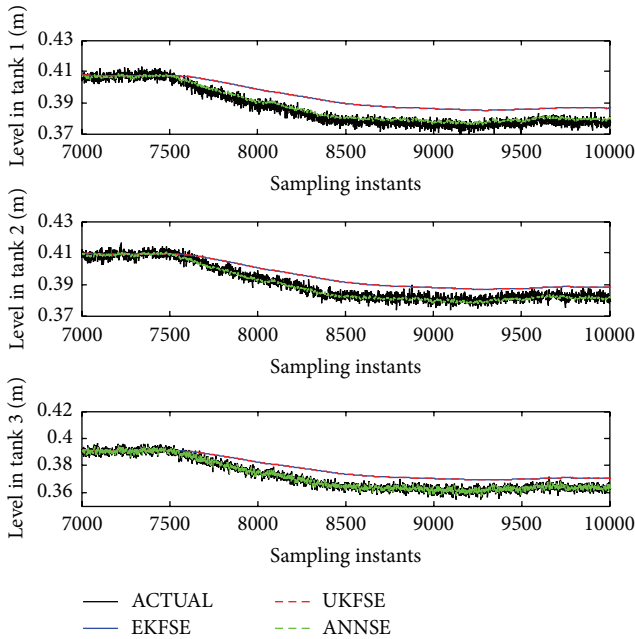 Level in tank 1 (m)
0.43
0.41
0.39
0.37
7000 7500 8000 8500 9000 9500 10000
Sampling instants
Level in tank 2 (m)
0.43
0.41
0.39
0.37
7000 7500 8000 8500 9000 9500 10000
Sampling instants
Level in tank 3 (m)
0.42
0.4
0.38
0.36
7000 7500 8000 8500 9000 9500 10000
Sampling instants
ACTUAL UKFSE
EKFSE ANNSE